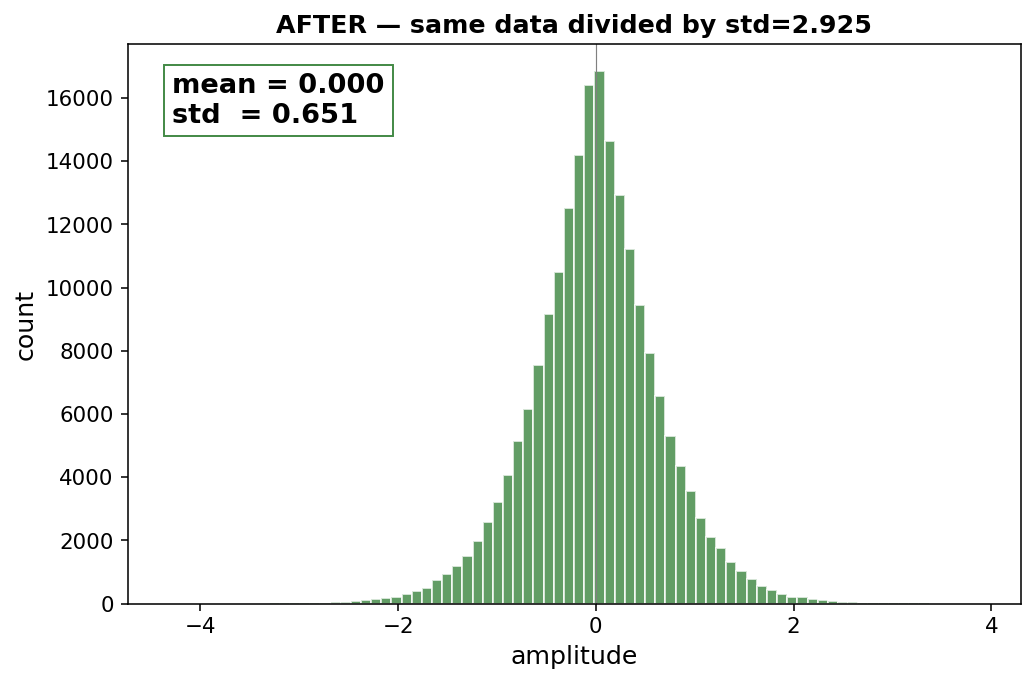 AFTER — same data divided by std=2.925
mean = 0.000
std  = 0.651
16000
14000
12000
10000
8000
6000
4000
2000
0
count
−4
−2
0
2
4
amplitude